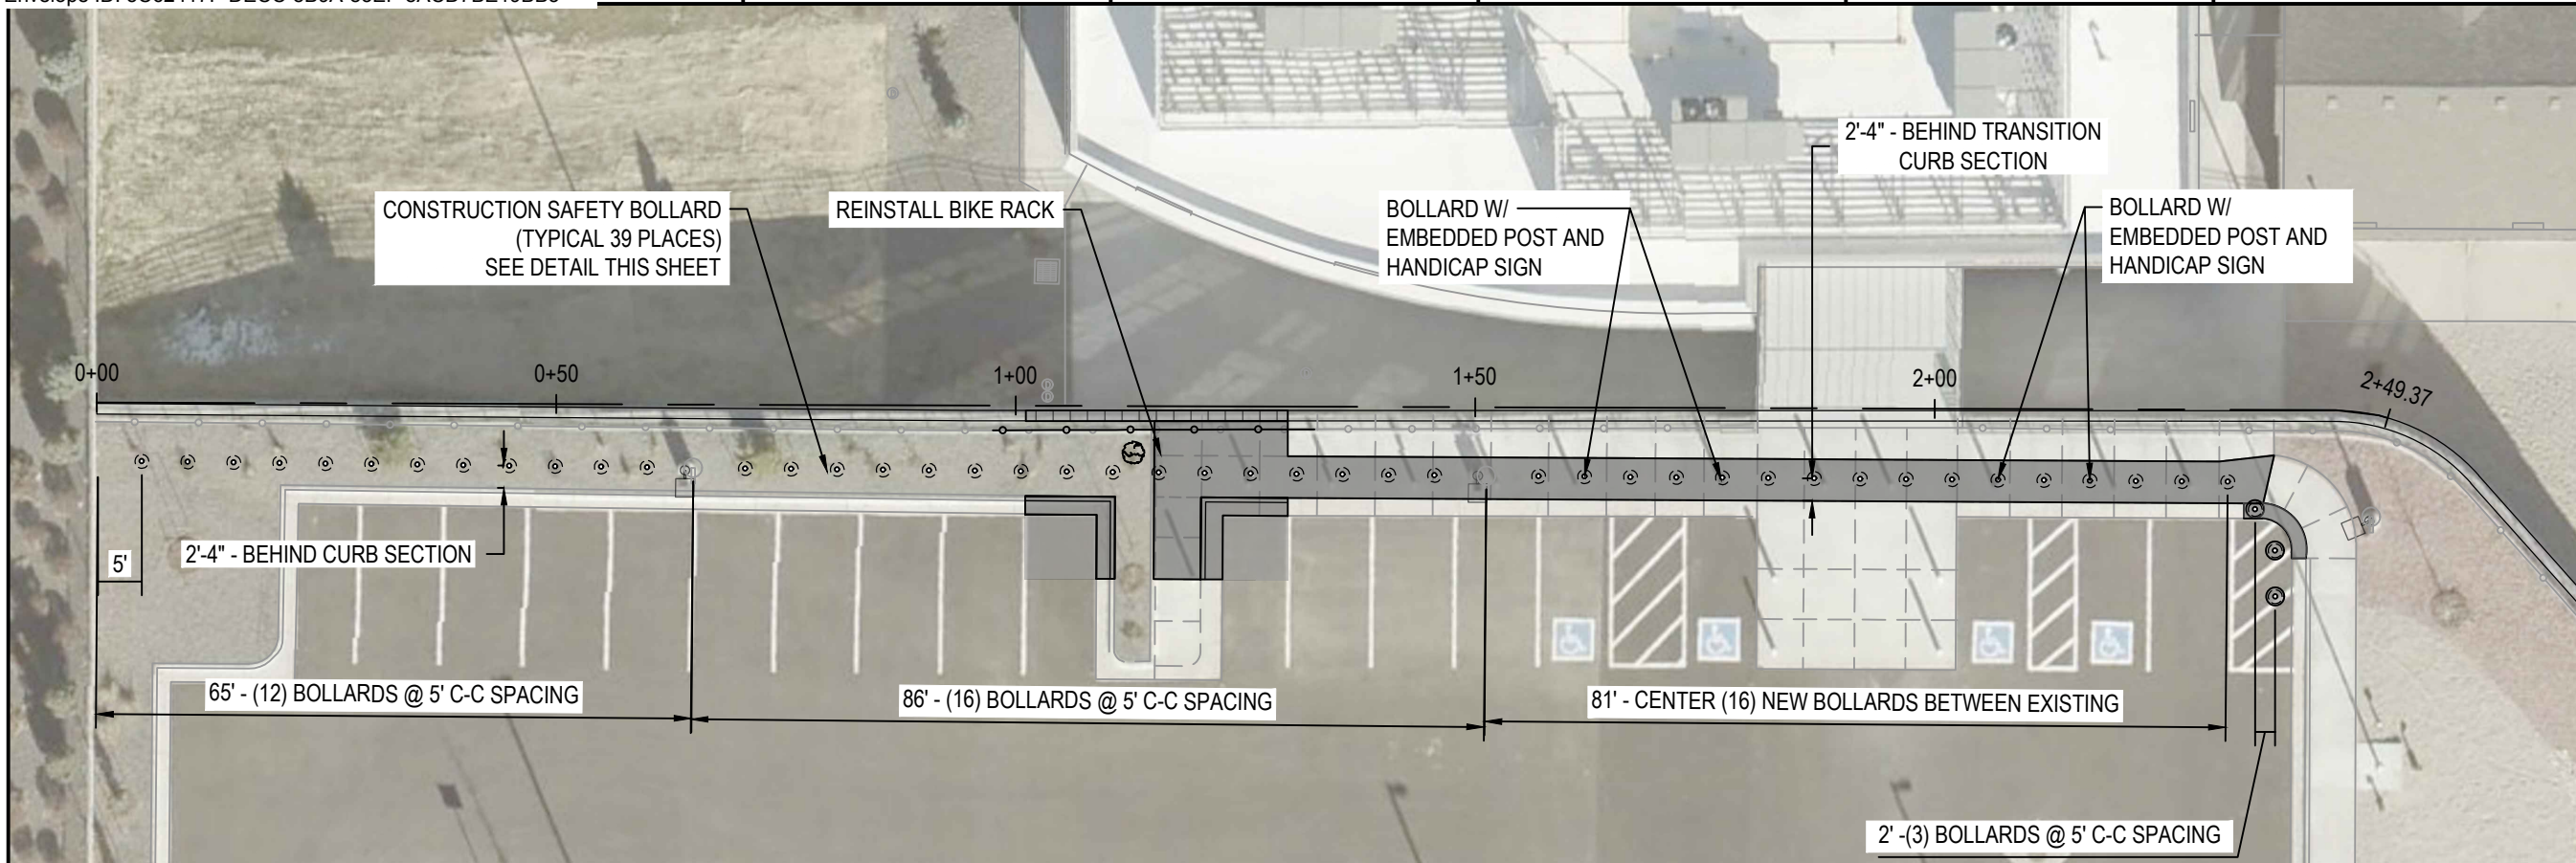 CONSTRUCTION SAFETY BOLLARD
(TYPICAL 39 PLACES)
SEE DETAIL THIS SHEET
REINSTALL BIKE RACK
BOLLARD W/
EMBEDDED POST AND
HANDICAP SIGN
2'-4" - BEHIND TRANSITION
CURB SECTION
BOLLARD W/
EMBEDDED POST AND
HANDICAP SIGN
0+00
0+50
1+00
1+50
2+00
2+49.37
5'
2'-4" - BEHIND CURB SECTION
65' - (12) BOLLARDS @ 5' C-C SPACING
86' - (16) BOLLARDS @ 5' C-C SPACING
81' - CENTER (16) NEW BOLLARDS BETWEEN EXISTING
2' -(3) BOLLARDS @ 5' C-C SPACING